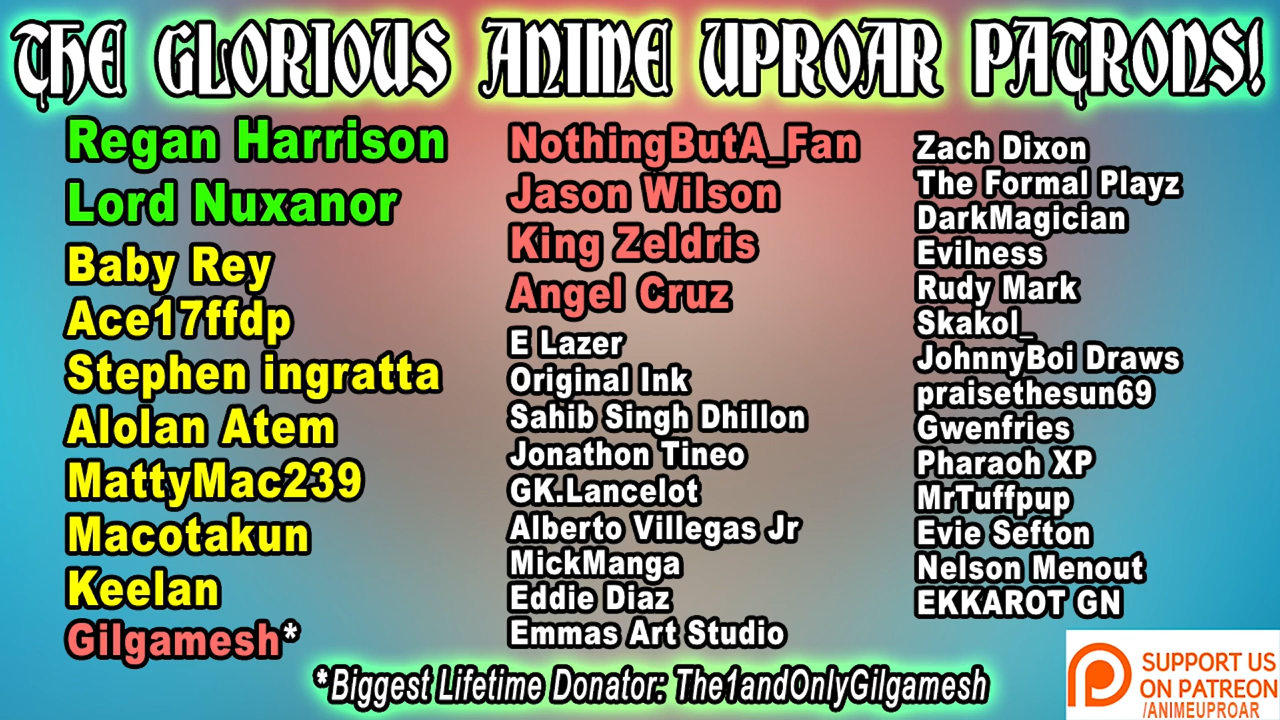 THE GLORIOUS ANIME UPROAR PATRONS!
Regan Harrison
Lord Nuxanor
Baby Rey
Ace17ffdp
Stephen ingratta
Alolan Atem
MattyMac239
Macotakun
Keelan
Gilgamesh*
NothingButA_Fan
Jason Wilson
King Zeldris
Angel Cruz
E Lazer
Original Ink
Sahib Singh Dhillon
Jonathon Tineo
GK.Lancelot
Alberto Villegas Jr
MickManga
Eddie Diaz
Emmas Art Studio
Zach Dixon
The Formal Playz
DarkMagician
Evilness
Rudy Mark
Skakol_
JohnnyBoi Draws
praisethesun69
Gwenfries
Pharaoh XP
MrTuffpup
Evie Sefton
Nelson Menout
EKKAROT GN
*Biggest Lifetime Donator: The1andOnlyGilgamesh
SUPPORT US
ON PATREON
/ANIMEUPROAR